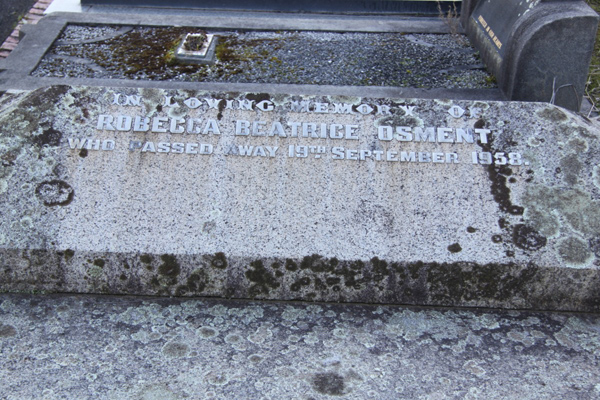 IN LOVING MEMORY OF
ROBECCA BEATRICE OSMENT
WHO PASSED AWAY 19TH SEPTEMBER 1958.